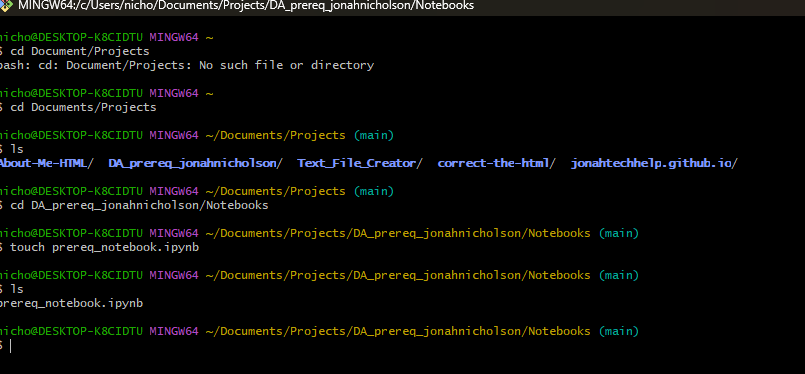 MINGW64:/c/Users/nicho/Documents/Projects/DA_prereq_jonahnicholson/Notebooks
nicho@DESKTOP-K8CIDTU MINGW64 ~
$ cd Document/Projects
bash: cd: Document/Projects: No such file or directory
nicho@DESKTOP-K8CIDTU MINGW64 ~
$ cd Documents/Projects
nicho@DESKTOP-K8CIDTU MINGW64 ~/Documents/Projects (main)
$ ls
About-Me-HTML/  DA_prereq_jonahnicholson/  Text_File_Creator/  correct-the-html/  jonahtechhelp.github.io/
nicho@DESKTOP-K8CIDTU MINGW64 ~/Documents/Projects (main)
$ cd DA_prereq_jonahnicholson/Notebooks
nicho@DESKTOP-K8CIDTU MINGW64 ~/Documents/Projects/DA_prereq_jonahnicholson/Notebooks (main)
$ touch prereq_notebook.ipynb
nicho@DESKTOP-K8CIDTU MINGW64 ~/Documents/Projects/DA_prereq_jonahnicholson/Notebooks (main)
$ ls
prereq_notebook.ipynb
nicho@DESKTOP-K8CIDTU MINGW64 ~/Documents/Projects/DA_prereq_jonahnicholson/Notebooks (main)
$